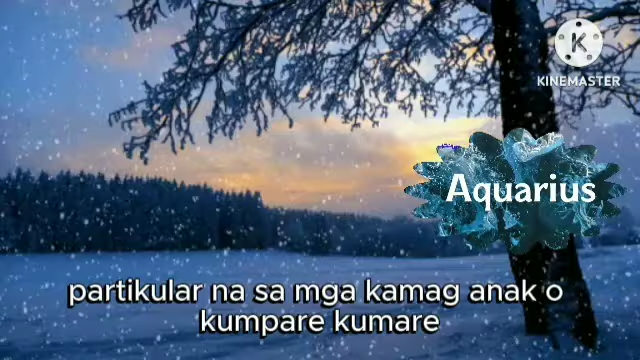 K
KINEMASTER
Aquarius
partikular na sa mga kamag anak o
kumpare kumare